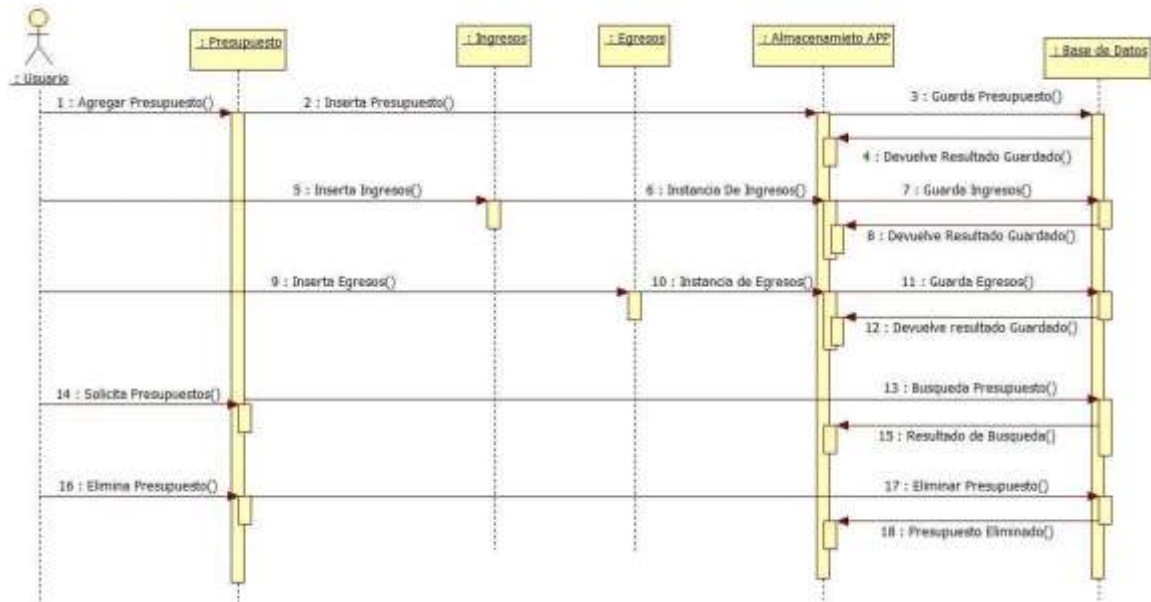 : Usuario
: Presupuesto
: Ingresos
: Egresos
: Almacenamieto APP
: Base de Datos
1 : Agregar Presupuesto()
2 : Inserta Presupuesto()
3 : Guarda Presupuesto()
4 : Devuelve Resultado Guardado()
5 : Inserta Ingresos()
6 : Instancia De Ingresos()
7 : Guarda Ingresos()
8 : Devuelve Resultado Guardado()
9 : Inserta Egresos()
10 : Instancia de Egresos()
11 : Guarda Egresos()
12 : Devuelve resultado Guardado()
14 : Solicita Presupuestos()
13 : Busqueda Presupuesto()
15 : Resultado de Busqueda()
16 : Elimina Presupuesto()
17 : Eliminar Presupuesto()
18 : Presupuesto Eliminado()